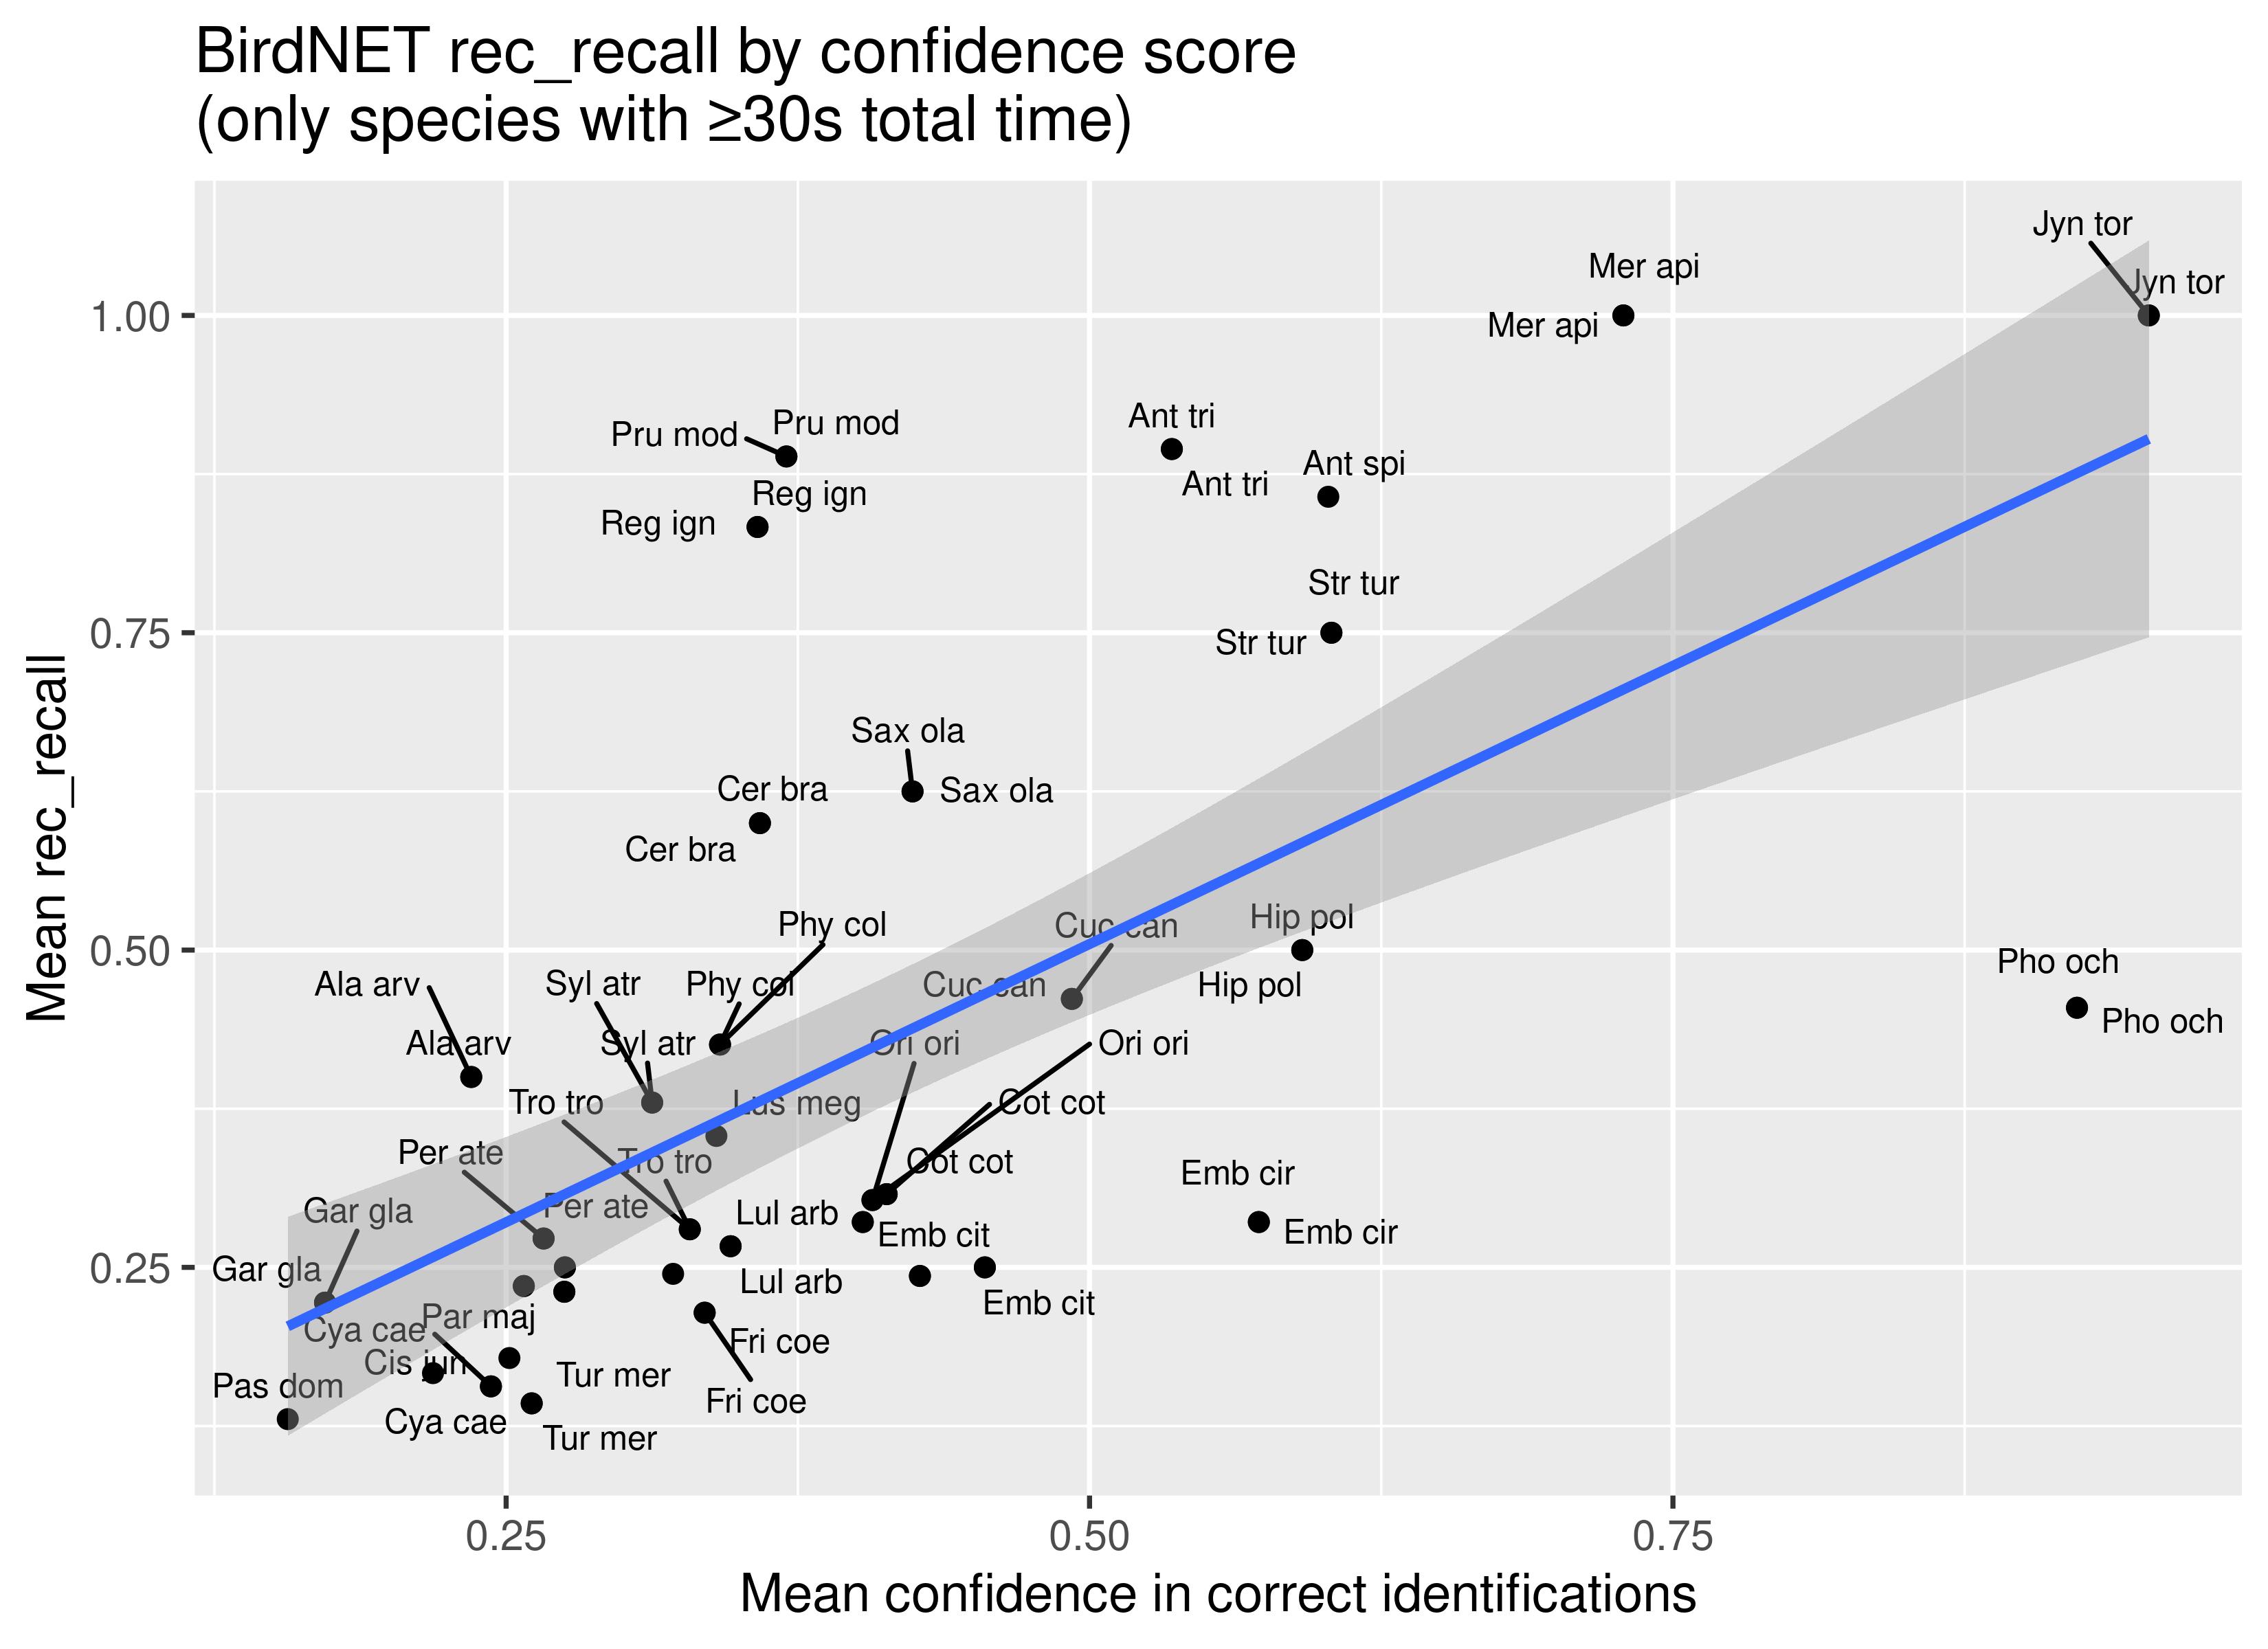 BirdNET rec_recall by confidence score
(only species with ≥30s total time)
Mean rec_recall
1.00
0.75
0.50
0.25
Jyn tor
Mer api
Jyn tor
Mer api
Ant tri
Pru mod
Pru mod
Ant spi
Ant tri
Reg ign
Reg ign
Str tur
Str tur
Sax ola
Cer bra
Sax ola
Cer bra
Hip pol
Phy col
Cuc can
Pho och
Ala arv
Syl atr
Phy col
Cuc can
Hip pol
Pho och
Ala arv
Syl atr
Ori ori
Ori ori
Tro tro
Lus meg
Cot cot
Per ate
Tro tro
Cot cot
Emb cir
Gar gla
Per ate
Lul arb
Emb cit
Emb cir
Gar gla
Lul arb
Emb cit
Par maj
Cya cae
Fri coe
Cis jun
Tur mer
Pas dom
Fri coe
Cya cae
Tur mer
0.25
0.50
0.75
Mean confidence in correct identifications